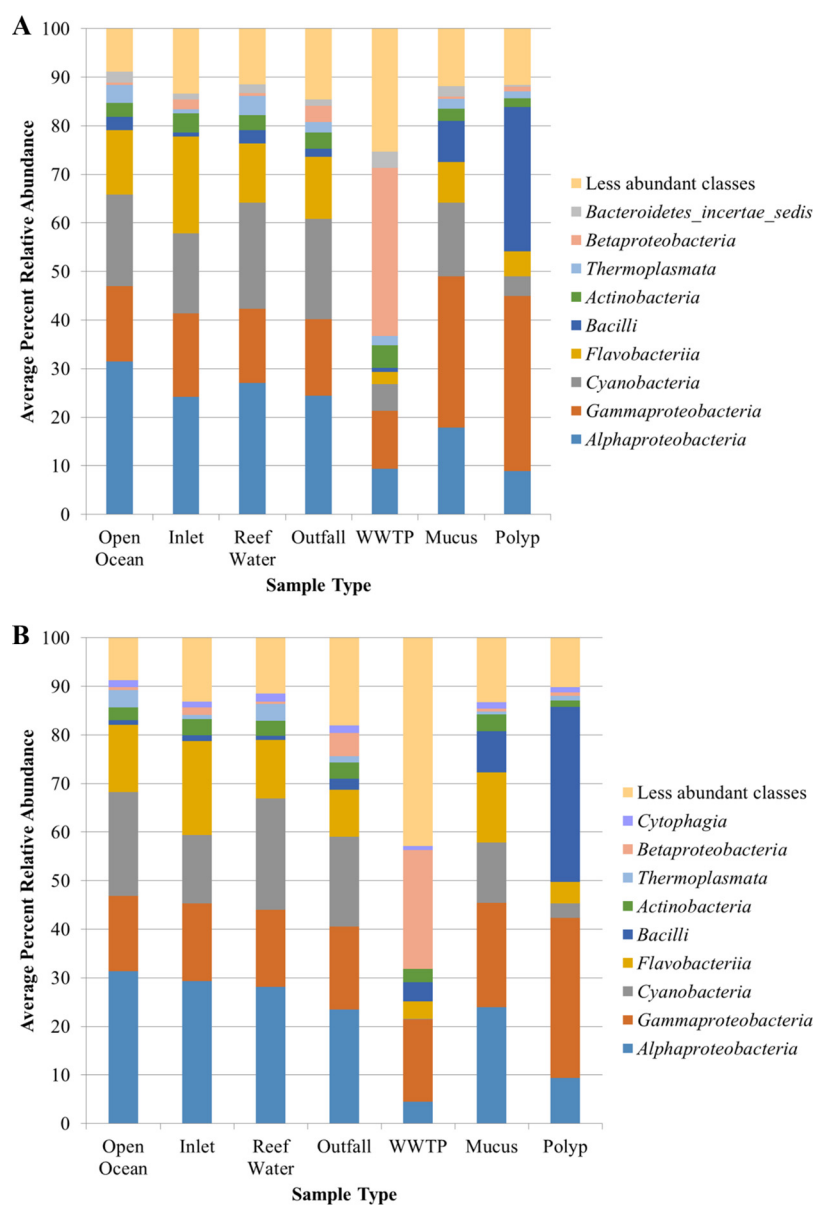 A
100
90
80
70
60
50
40
30
20
10
0
Average Percent Relative Abundance
Open Ocean
Inlet
Reef Water
Outfall
WWTP
Mucus
Polyp
Sample Type
Less abundant classes
Bacteroidetes_incertae_sedis
Betaproteobacteria
Thermoplasmata
Actinobacteria
Bacilli
Flavobacteriia
Cyanobacteria
Gammaproteobacteria
Alphaproteobacteria
B
100
90
80
70
60
50
40
30
20
10
0
Average Percent Relative Abundance
Open Ocean
Inlet
Reef Water
Outfall
WWTP
Mucus
Polyp
Sample Type
Less abundant classes
Cytophagia
Betaproteobacteria
Thermoplasmata
Actinobacteria
Bacilli
Flavobacteriia
Cyanobacteria
Gammaproteobacteria
Alphaproteobacteria